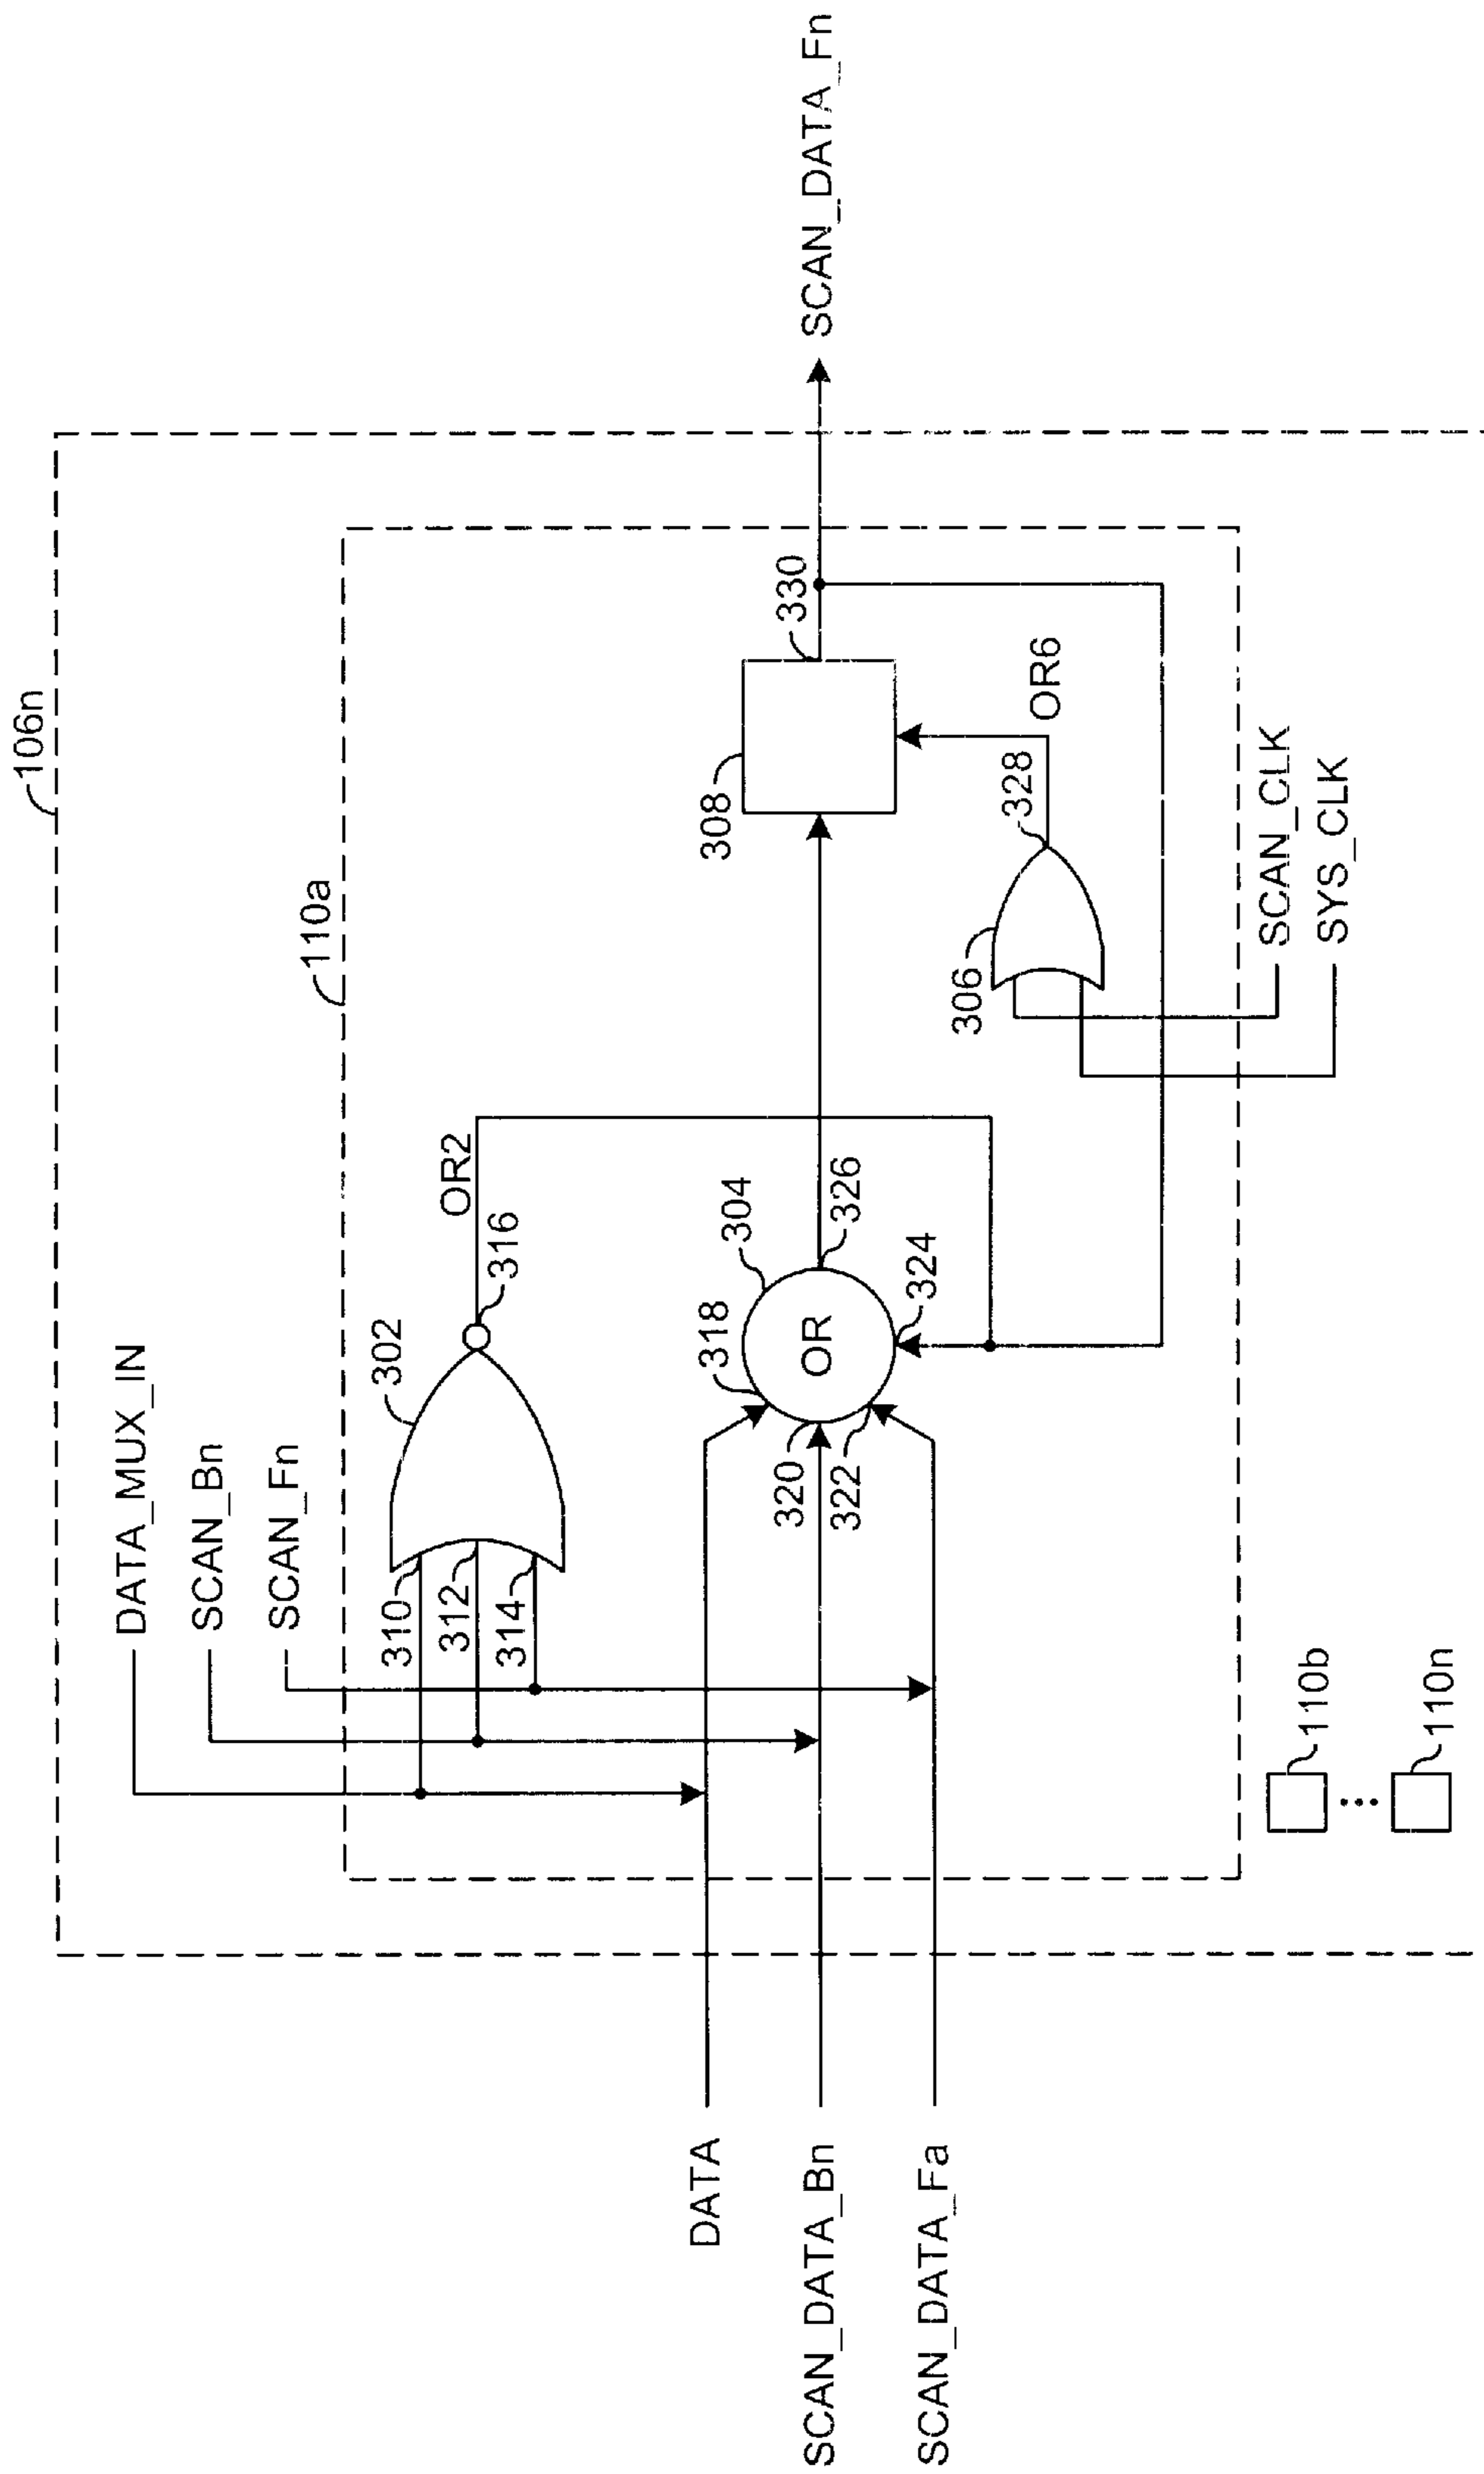 106n
110a
DATA_MUX_IN
SCAN_Bn
SCAN_Fn
310
312
314
302
316
OR2
DATA
SCAN_DATA_Bn
SCAN_DATA_Fa
318
320
322
OR
304
324
326
308
330
306
328
OR6
SCAN_CLK
SYS_CLK
SCAN_DATA_Fn
110b
110n